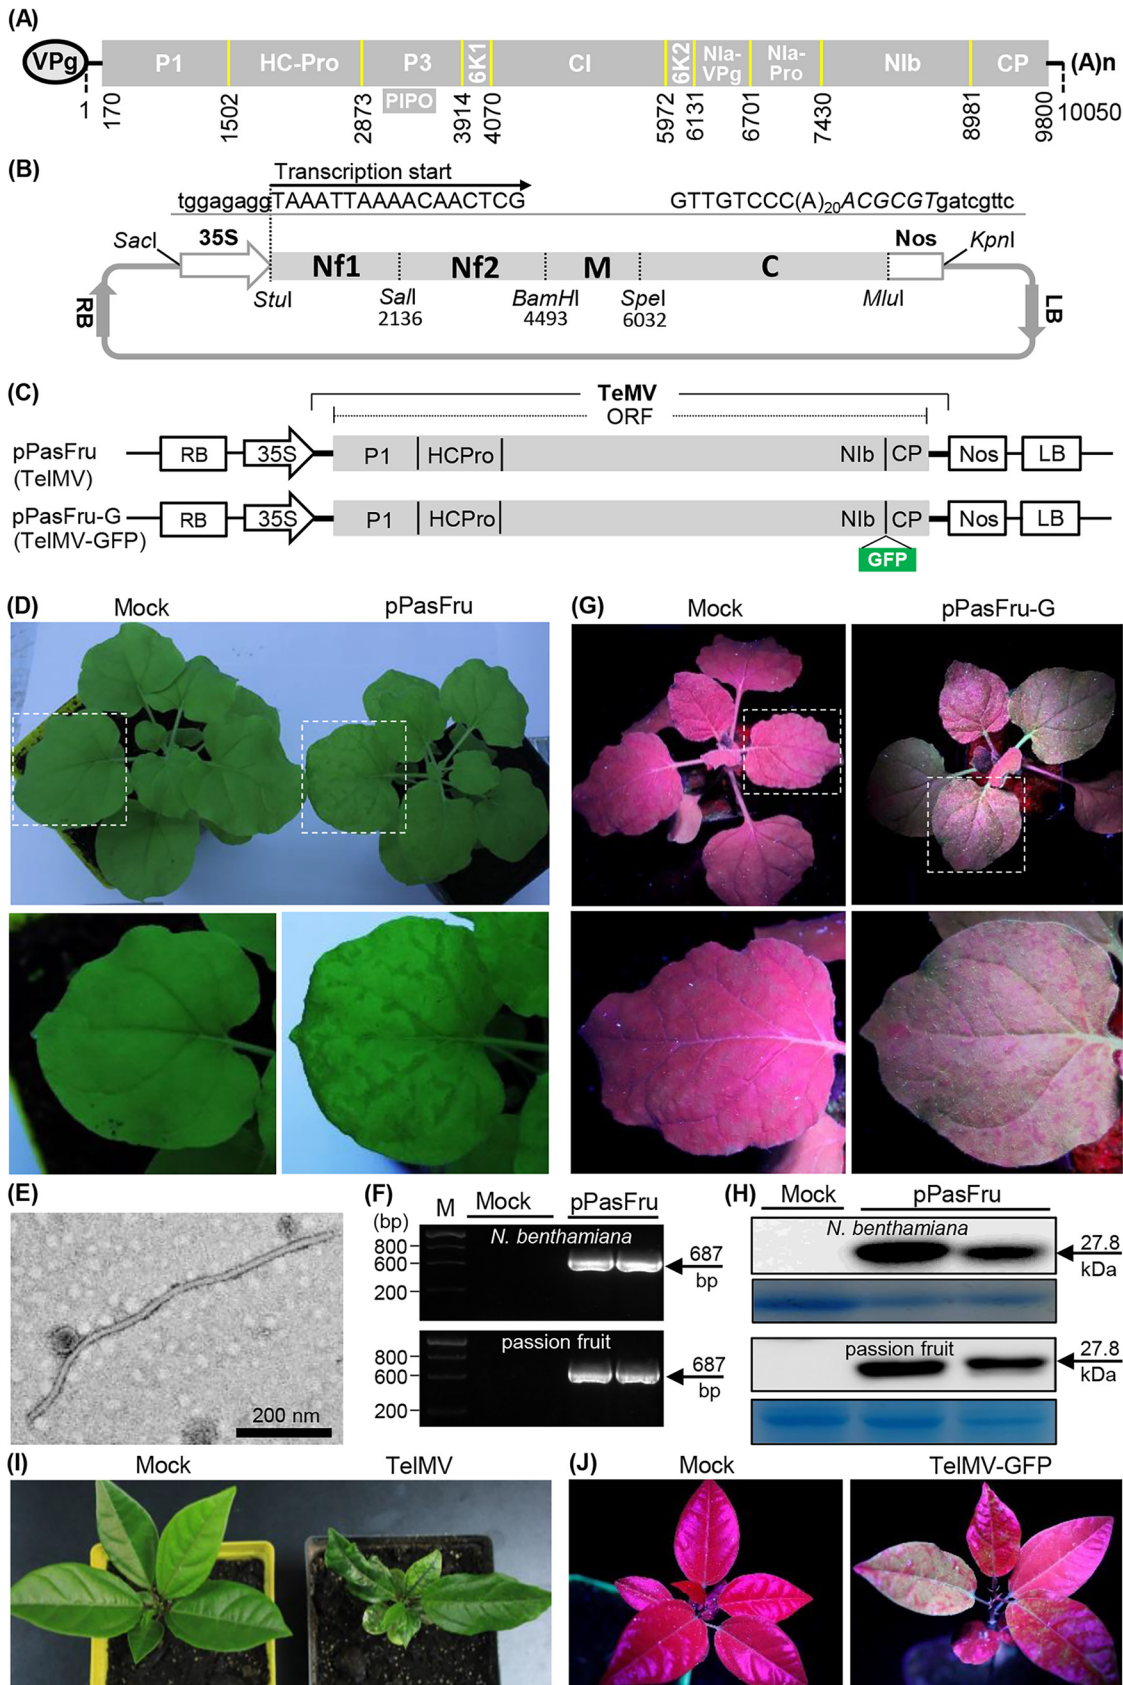 (A)
VPg P1 HC-Pro P3 6K1 CI 6K2 NIa-VPg NIa-Pro NIb CP (A)n
PIPO
1 170 1502 2873 3914 4070 5972 6131 6701 7430 8981 9800 10050
(B)
Transcription start
tggagaggTAAATTAAAACAACTCG GTTGTCCC(A)20ACGCGTgatcgttc
SacI 35S Nos KpnI
Nf1 Nf2 M C
StuI SalI BamHI SpeI MluI
2136 4493 6032
RB LB
(C)
TeMV
ORF
pPasFru RB 35S P1 HCPro NIb CP Nos LB
(TelMV)
pPasFru-G RB 35S P1 HCPro NIb CP Nos LB
(TelMV-GFP)
GFP
(D) Mock pPasFru
(G) Mock pPasFru-G
(E)
200 nm
(F) M Mock pPasFru
(bp)
N. benthamiana
800
600
200
687
bp
passion fruit
800
600
200
687
bp
(H) Mock pPasFru
N. benthamiana
27.8
kDa
passion fruit
27.8
kDa
(I) Mock TelMV
(J) Mock TelMV-GFP